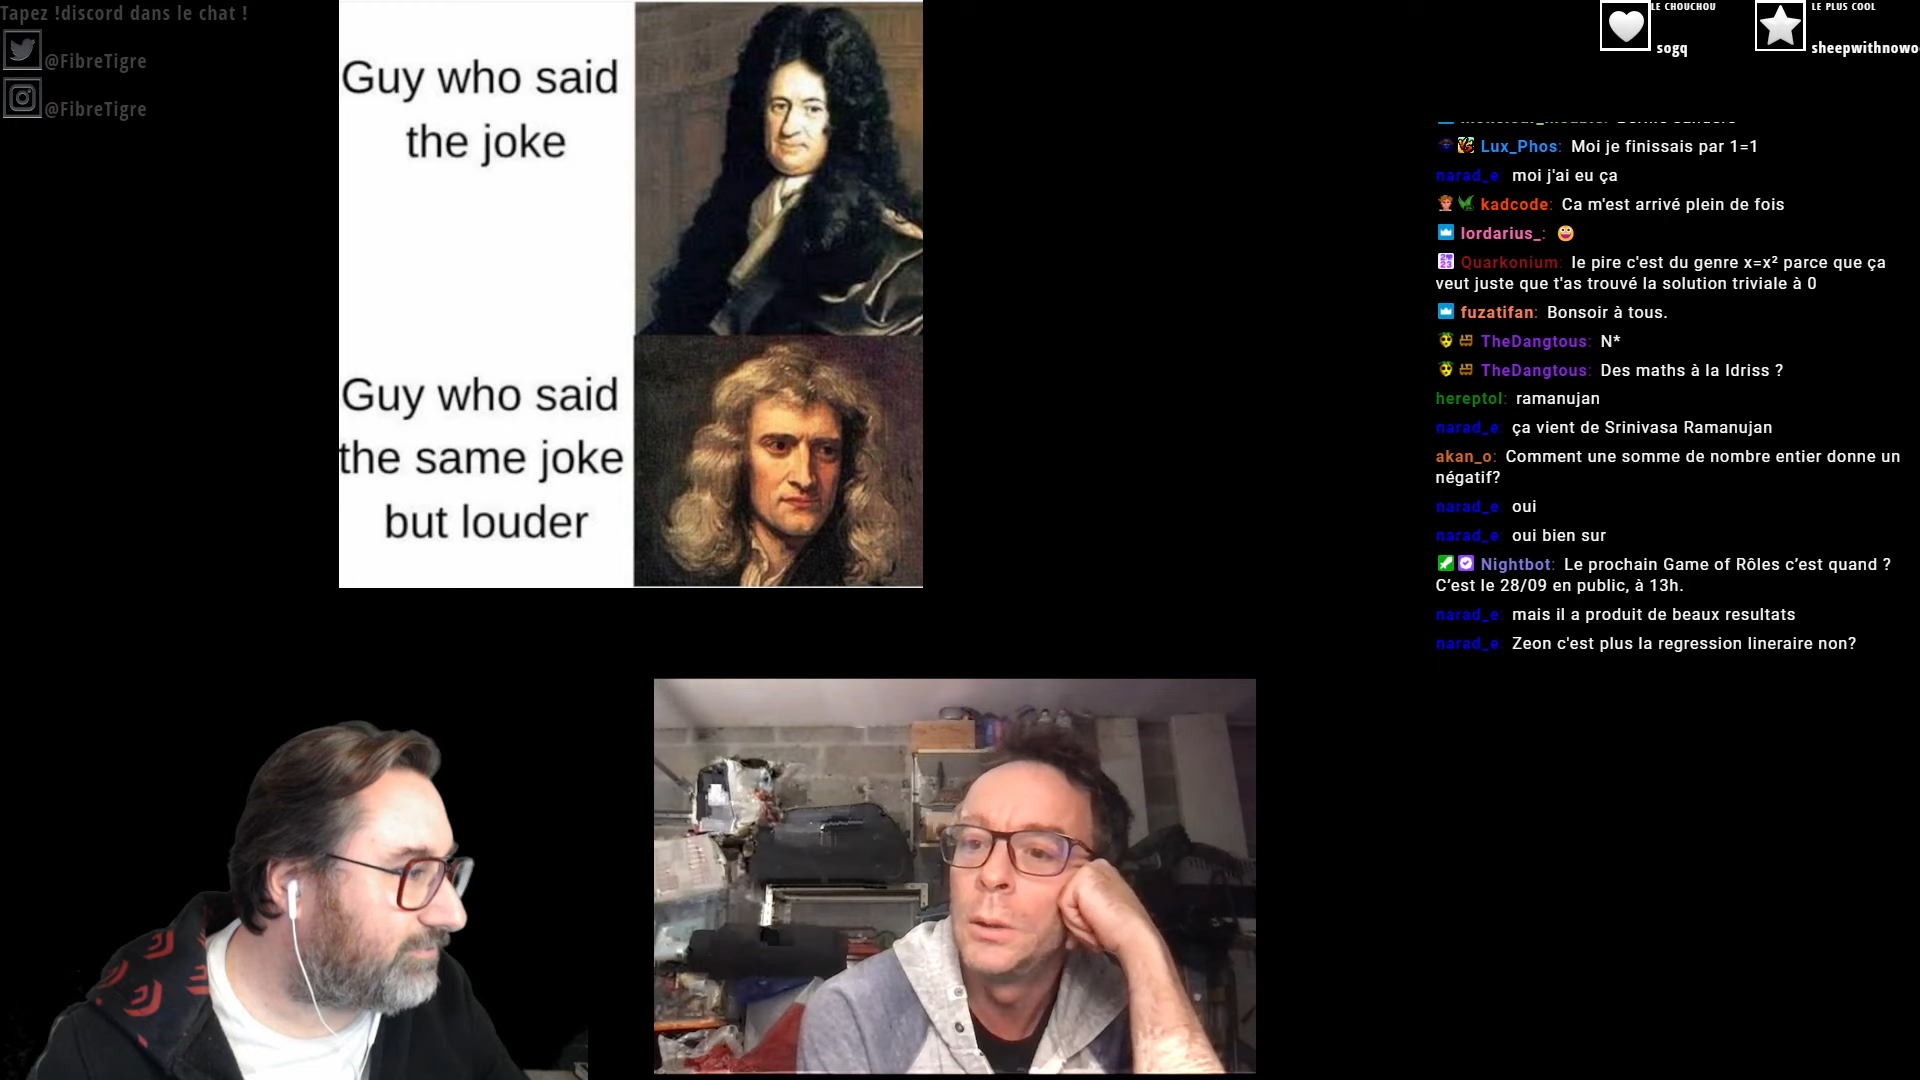 Tapez !discord dans le chat !
@FibreTigre
@FibreTigre
Guy who said
the joke
Guy who said
the same joke
but louder
LE CHOUCHOU
sogq
LE PLUS COOL
sheepwithnowo
Lux_Phos: Moi je finissais par 1=1
narad_e: moi j'ai eu ça
kadcode: Ca m'est arrivé plein de fois
lordarius_:
Quarkonium: le pire c'est du genre x=x² parce que ça
veut juste que t'as trouvé la solution triviale à 0
fuzatifan: Bonsoir à tous.
TheDangtous: N*
TheDangtous: Des maths à la Idriss ?
hereptol: ramanujan
narad_e: ça vient de Srinivasa Ramanujan
akan_o: Comment une somme de nombre entier donne un
négatif?
narad_e: oui
narad_e: oui bien sur
Nightbot: Le prochain Game of Rôles c’est quand ?
C’est le 28/09 en public, à 13h.
narad_e: mais il a produit de beaux resultats
narad_e: Zeon c'est plus la regression lineraire non?